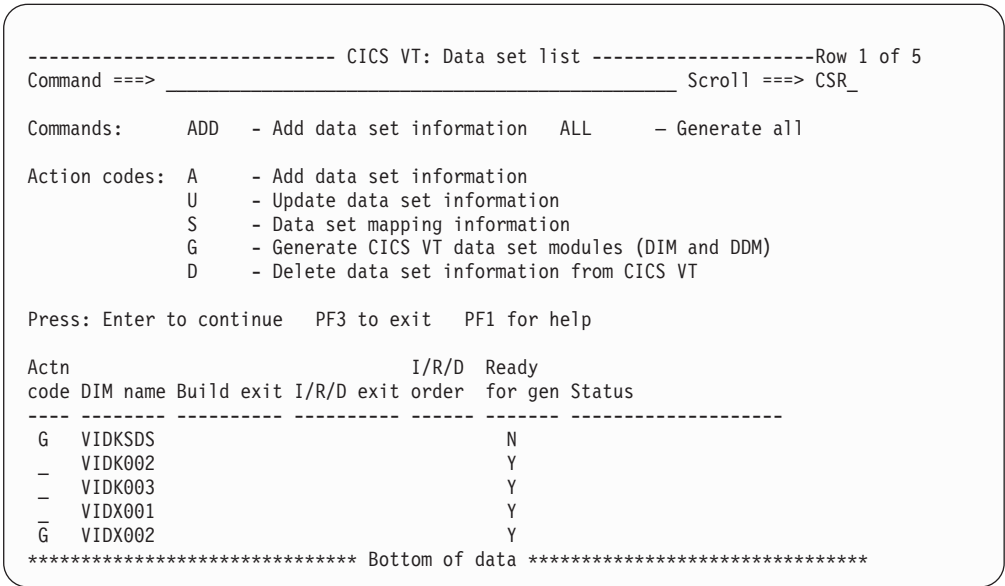 ----------------------------- CICS VT: Data set list ---------------------Row 1 of 5
Command ===> ________________________________________________ Scroll ===> CSR_
Commands:      ADD   - Add data set information   ALL      – Generate all
Action codes:  A     - Add data set information
               U     - Update data set information
               S     - Data set mapping information
               G     - Generate CICS VT data set modules (DIM and DDM)
               D     - Delete data set information from CICS VT
Press: Enter to continue   PF3 to exit   PF1 for help
Actn                                I/R/D  Ready
code DIM name Build exit I/R/D exit order  for gen Status
---- -------- ---------- ---------- ------ ------- --------------------
 G   VIDKSDS                                 N
 _   VIDK002                                 Y
 _   VIDK003                                 Y
 _   VIDX001                                 Y
 G   VIDX002                                 Y
******************************* Bottom of data ********************************